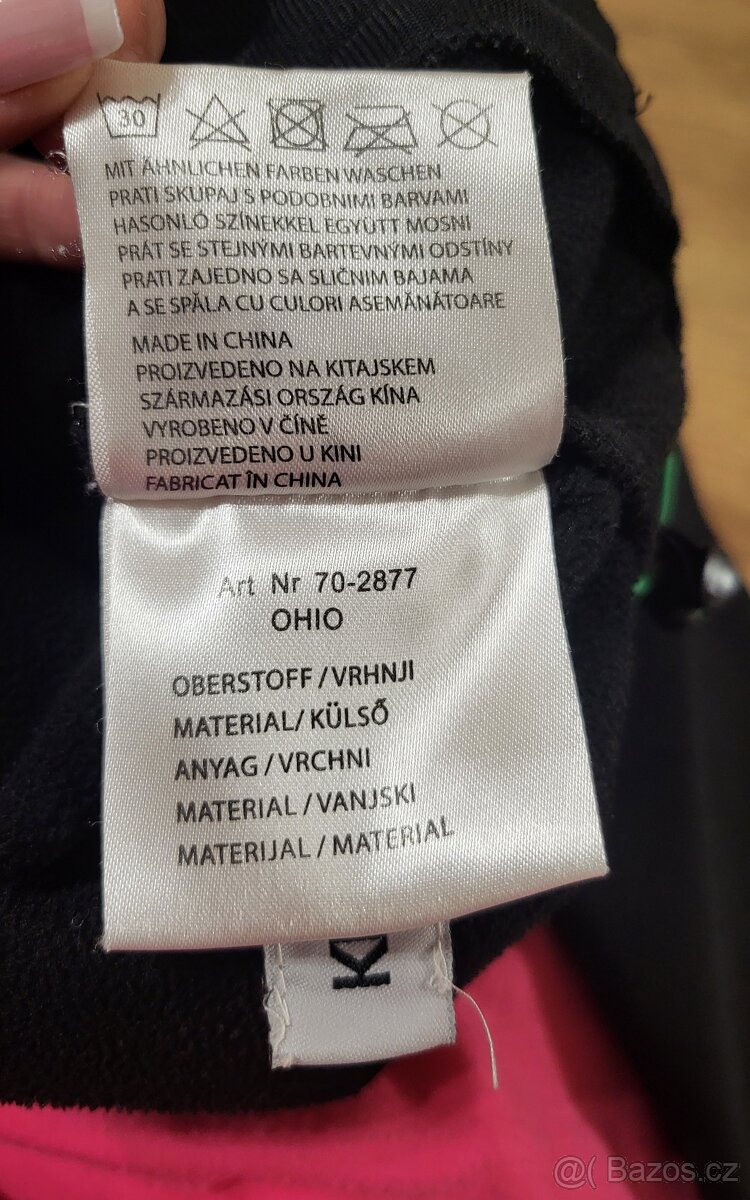 30
MIT ÄHNLICHEN FARBEN WASCHEN
PRATI SKUPAJ S PODOBNIMI BARVAMI
HASONLÓ SZÍNEKKEL EGYÜTT MOSNI
PRÁT SE STEJNÝMI BARTEVNÝMI ODSTÍNY
PRATI ZAJEDNO SA SLIČNIM BAJAMA
A SE SPĂLA CU CULORI ASEMĂNĂTOARE
MADE IN CHINA
PROIZVEDENO NA KITAJSKEM
SZÁRMAZÁSI ORSZÁG KÍNA
VYROBENO V ČÍNĚ
PROIZVEDENO U KINI
FABRICAT ÎN CHINA
Art Nr 70-2877
OHIO
OBERSTOFF / VRHNJI
MATERIAL / KÜLSŐ
ANYAG / VRCHNI
MATERIAL / VANJSKI
MATERIJAL / MATERIAL
@( Bazos.cz